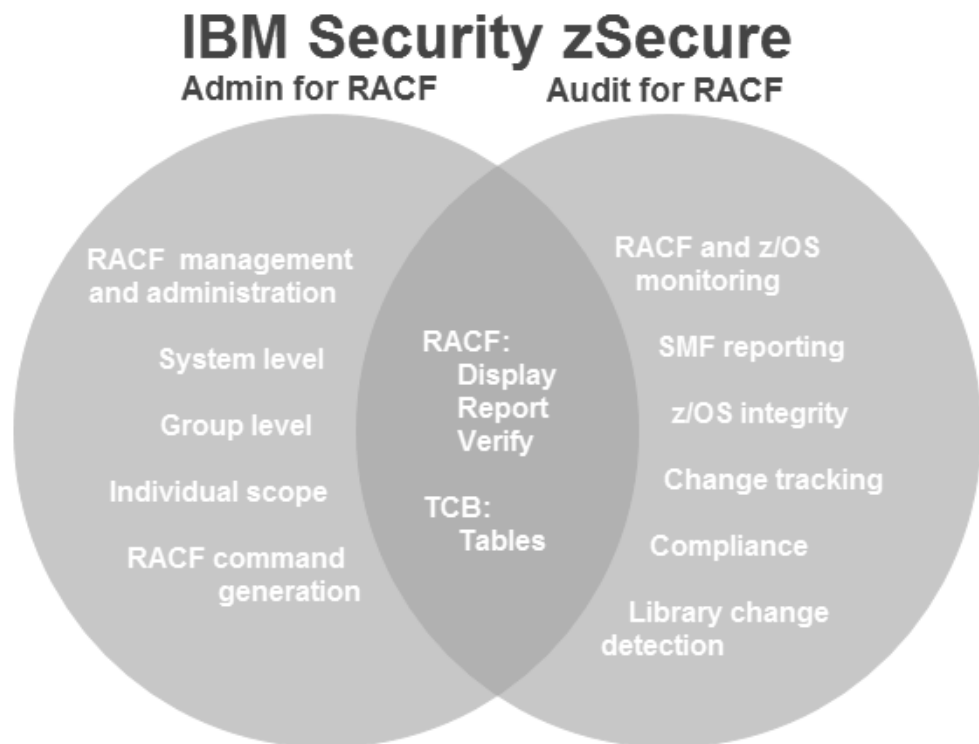 IBM Security zSecure
Admin for RACF
Audit for RACF
RACF management
and administration
System level
Group level
Individual scope
RACF command
generation
RACF:
Display
Report
Verify
TCB:
Tables
RACF and z/OS
monitoring
SMF reporting
z/OS integrity
Change tracking
Compliance
Library change
detection